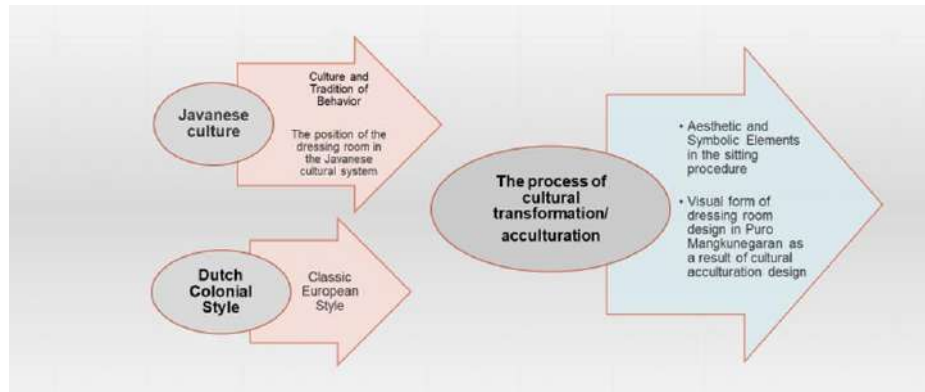 Javanese
culture
Culture and
Tradition of
Behavior
The position of the
dressing room in
the Javanese
cultural system
Dutch
Colonial
Style
Classic
European
Style
The process of
cultural
transformation/
acculturation
• Aesthetic and
Symbolic Elements
in the sitting
procedure
• Visual form of
dressing room
design in Puro
Mangkunegaran as
a result of cultural
acculturation design